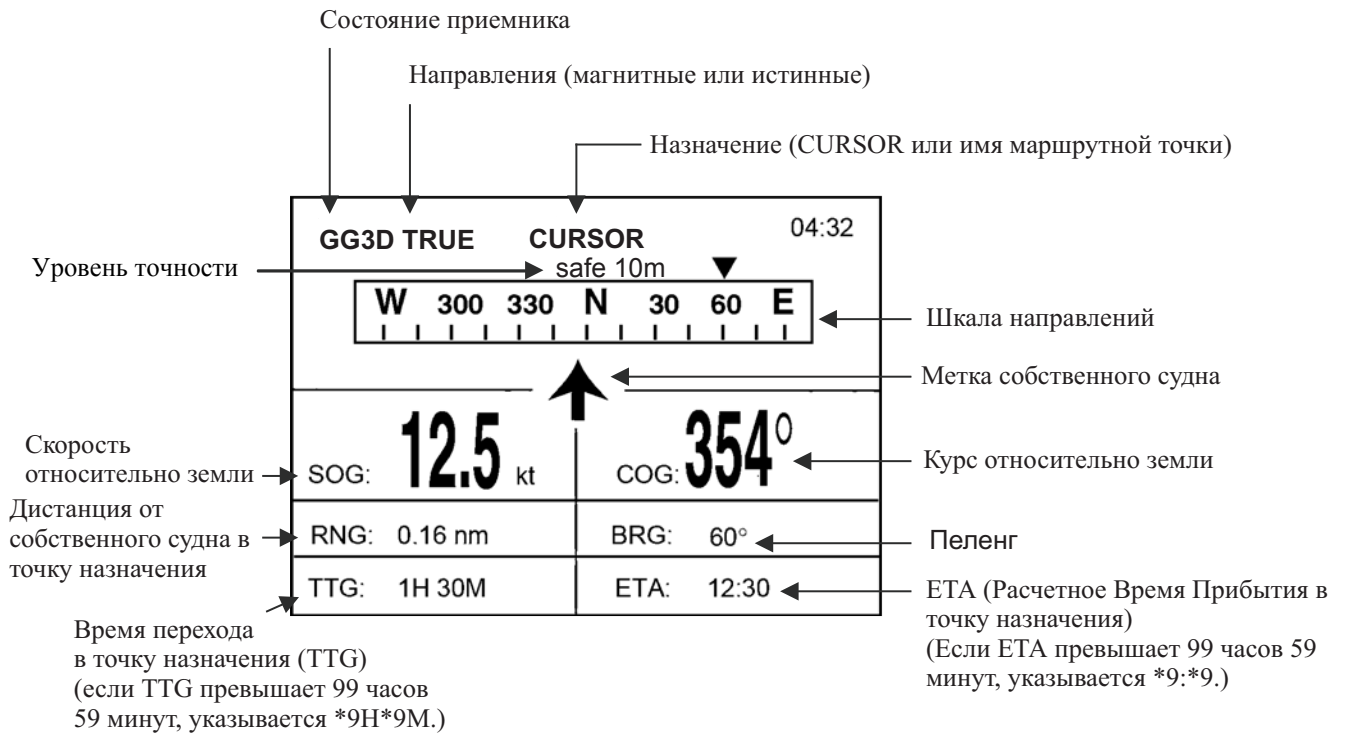 Состояние приемника
Направления (магнитные или истинные)
Назначение (CURSOR или имя маршрутной точки)
GG3D TRUE CURSOR 04:32
Уровень точности
safe 10m
W 300 330 N 30 60 E
Шкала направлений
Метка собственного судна
Скорость
относительно земли
SOG: 12.5 kt
COG: 354°
Курс относительно земли
Дистанция от
собственного судна в
точку назначения
RNG: 0.16 nm
BRG: 60°
Пеленг
TTG: 1H 30M
ETA: 12:30
Время перехода
в точку назначения (TTG)
(если TTG превышает 99 часов
59 минут, указывается *9H*9M.)
ETA (Расчетное Время Прибытия в
точку назначения)
(Если ETA превышает 99 часов 59
минут, указывается *9:*9.)